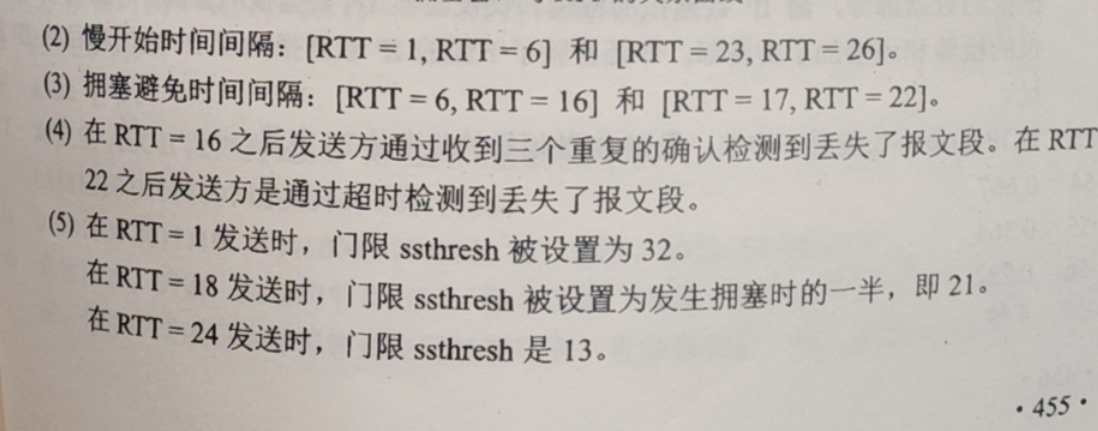 (2) 慢开始时间间隔：[RTT = 1, RTT = 6] 和 [RTT = 23, RTT = 26]。
(3) 拥塞避免时间间隔：[RTT = 6, RTT = 16] 和 [RTT = 17, RTT = 22]。
(4) 在 RTT = 16 之后发送方通过收到三个重复的确认检测到丢失了报文段。在 RTT
22 之后发送方是通过超时检测到丢失了报文段。
(5) 在 RTT = 1 发送时，门限 ssthresh 被设置为 32。
在 RTT = 18 发送时，门限 ssthresh 被设置为发生拥塞时的一半，即 21。
在 RTT = 24 发送时，门限 ssthresh 是 13。
· 455 ·